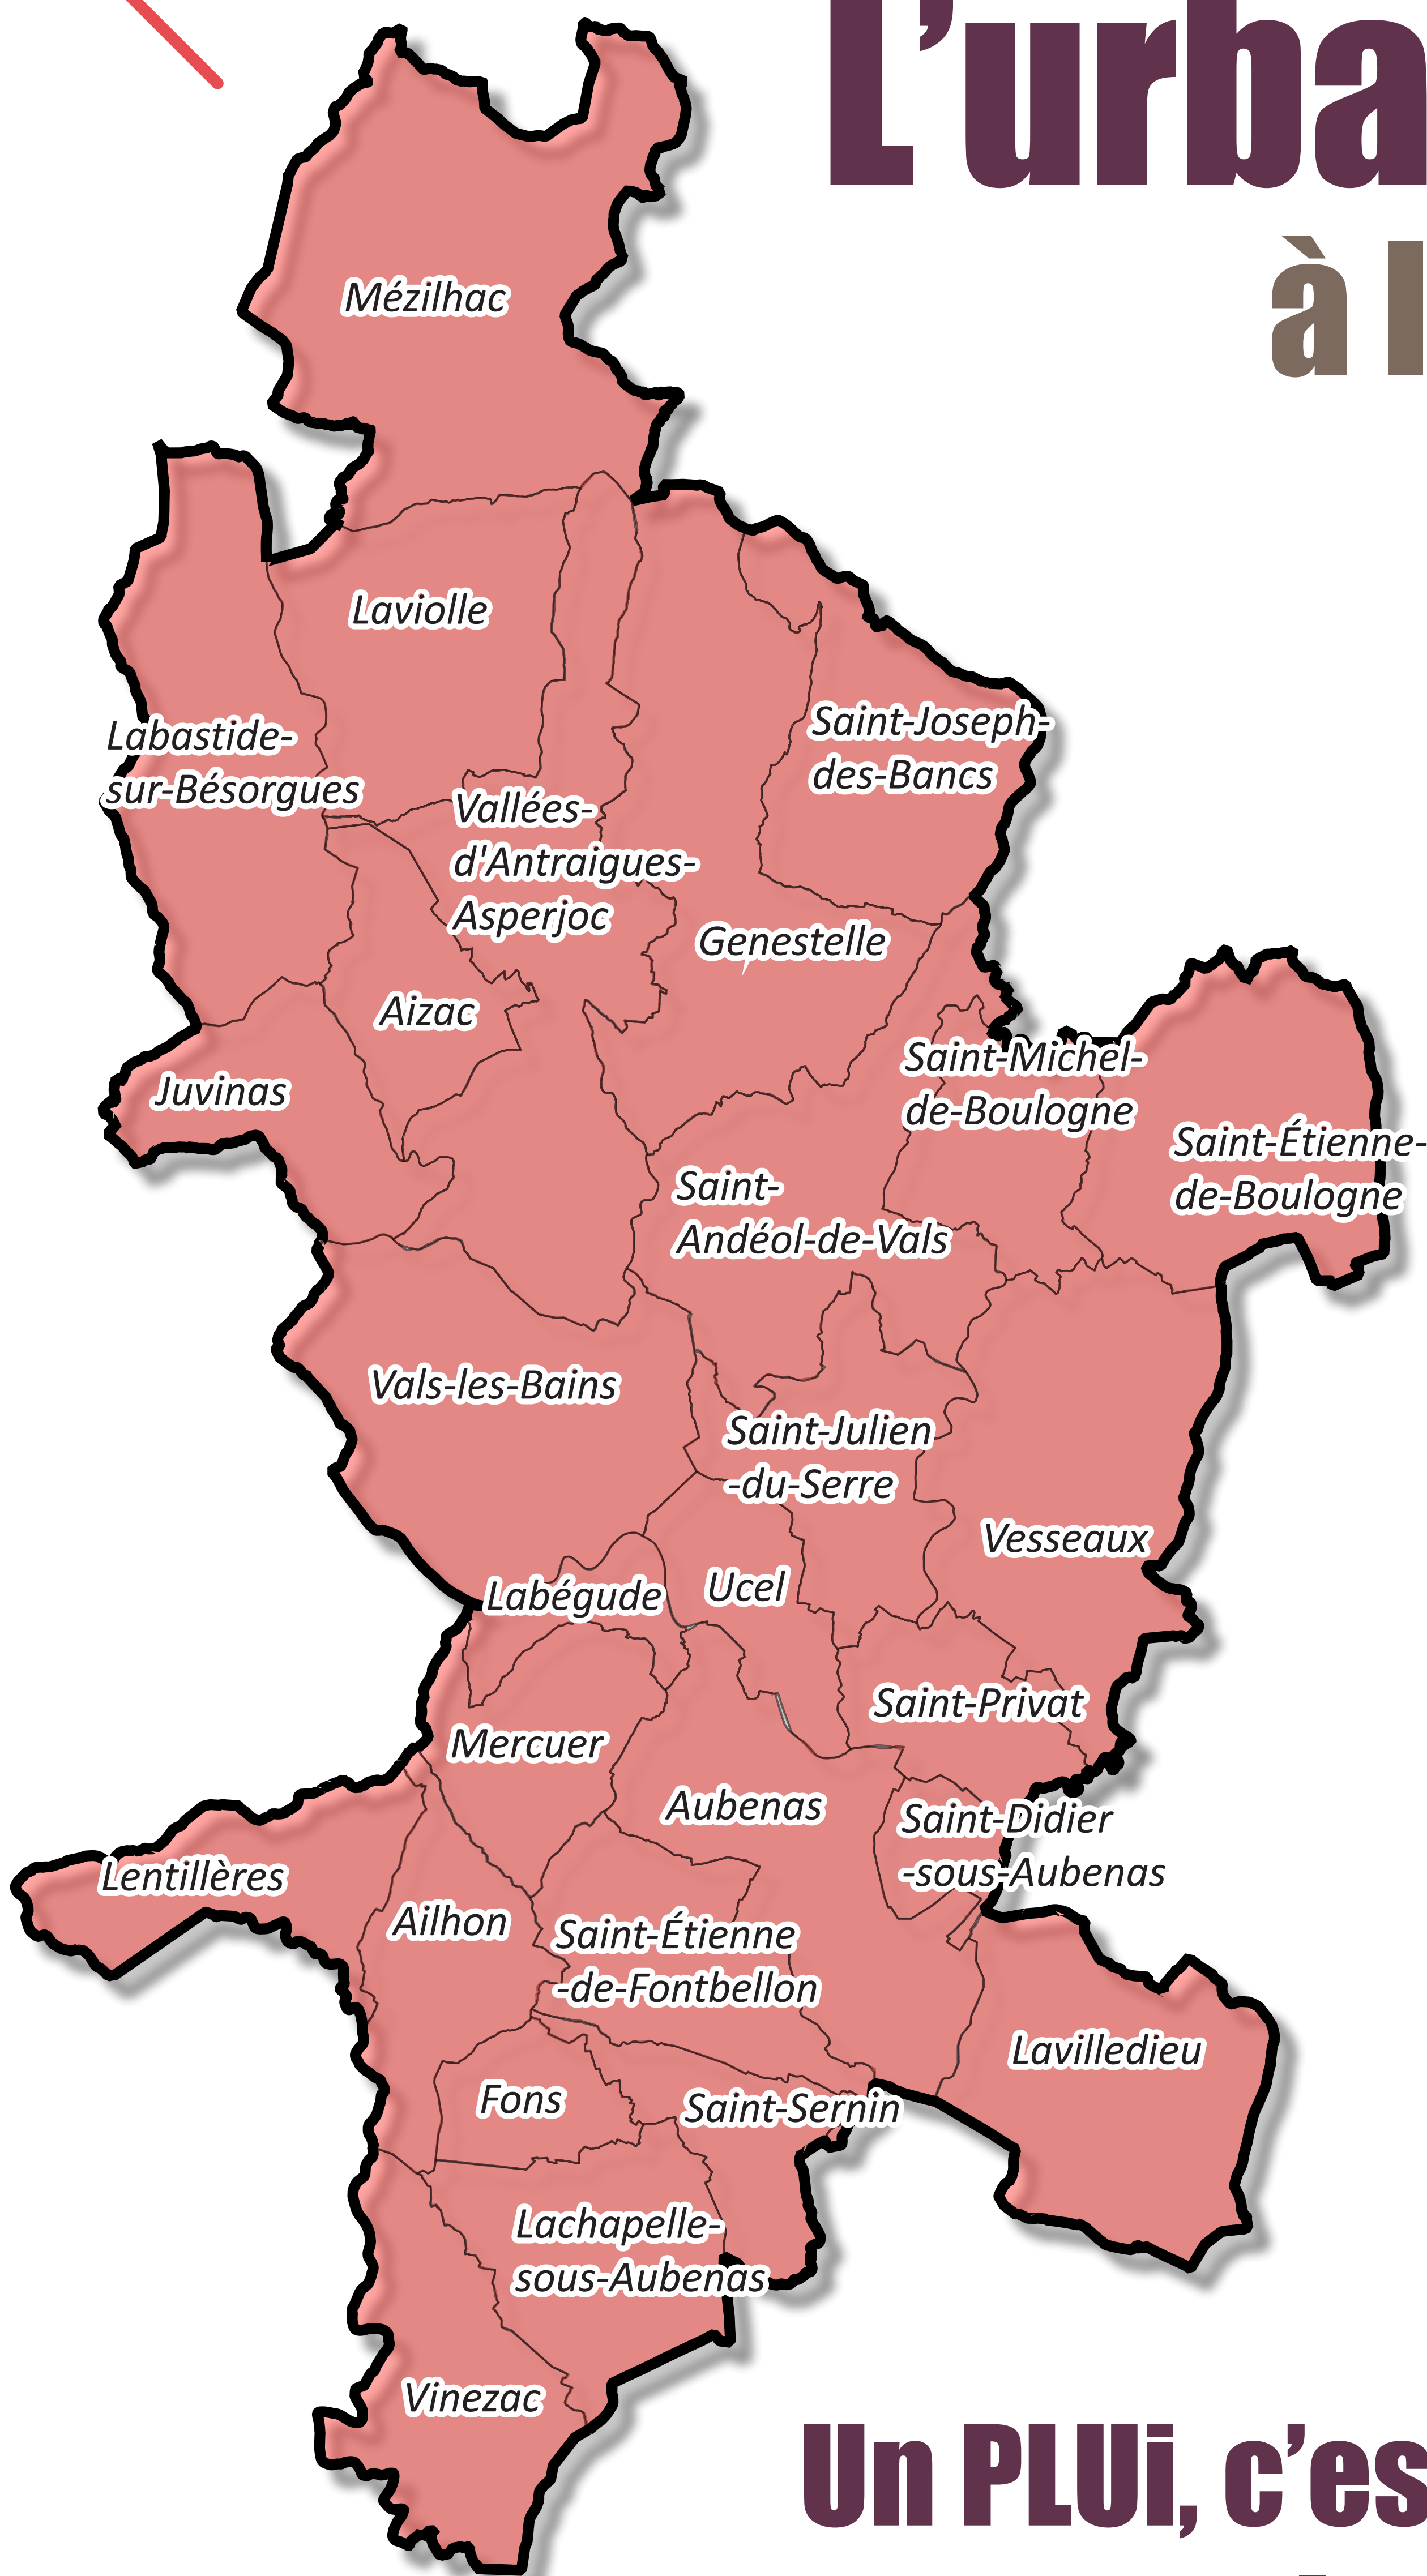 L'urba
à l
Mézilhac
Laviolle
Labastide-
sur-Bésorgues
Saint-Joseph-
des-Bancs
Vallées-
d'Antraigues-
Asperjoc
Genestelle
Aizac
Juvinas
Saint-Michel-
de-Boulogne
Saint-Étienne-
de-Boulogne
Saint-
Andéol-de-Vals
Vals-les-Bains
Saint-Julien
-du-Serre
Vesseaux
Labégude
Ucel
Saint-Privat
Mercuer
Aubenas
Saint-Didier
-sous-Aubenas
Lentillères
Ailhon
Saint-Étienne
-de-Fontbellon
Lavilledieu
Fons
Saint-Sernin
Lachapelle-
sous-Aubenas
Vinezac
Un PLUi, c'es